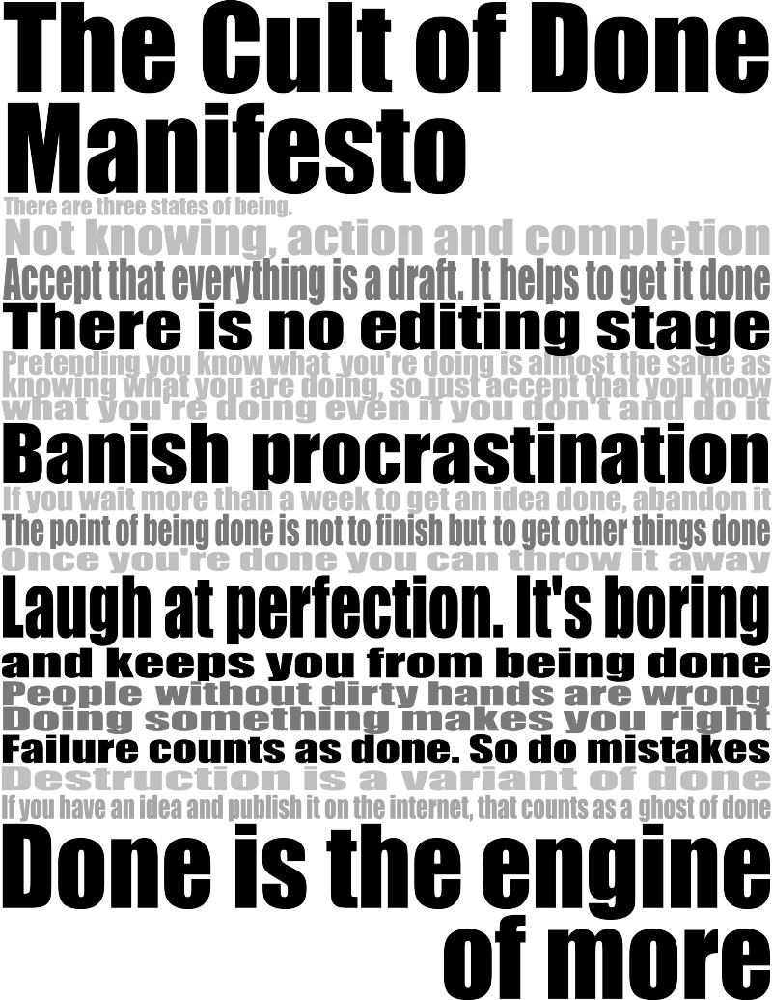 The Cult of Done
Manifesto
There are three states of being.
Not knowing, action and completion
Accept that everything is a draft. It helps to get it done
There is no editing stage
Pretending you know what you're doing is almost the same as
knowing what you are doing, so just accept that you know
what you're doing even if you don't and do it
Banish procrastination
If you wait more than a week to get an idea done, abandon it
The point of being done is not to finish but to get other things done
Once you're done you can throw it away
Laugh at perfection. It's boring
and keeps you from being done
People without dirty hands are wrong
Doing something makes you right
Failure counts as done. So do mistakes
Destruction is a variant of done
If you have an idea and publish it on the internet, that counts as a ghost of done
Done is the engine
of more